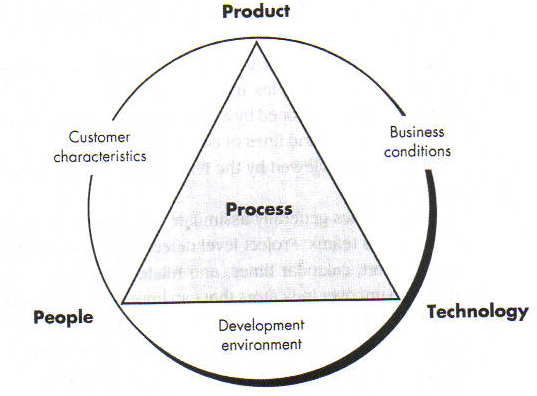 Product
Customer
characteristics
Business
conditions
Process
People
Technology
Development
environment